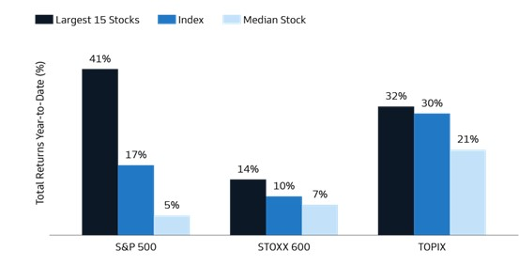 Largest 15 Stocks Index Median Stock
Total Returns Year-to-Date (%)
41%
17%
5%
14%
10%
7%
32%
30%
21%
S&P 500
STOXX 600
TOPIX